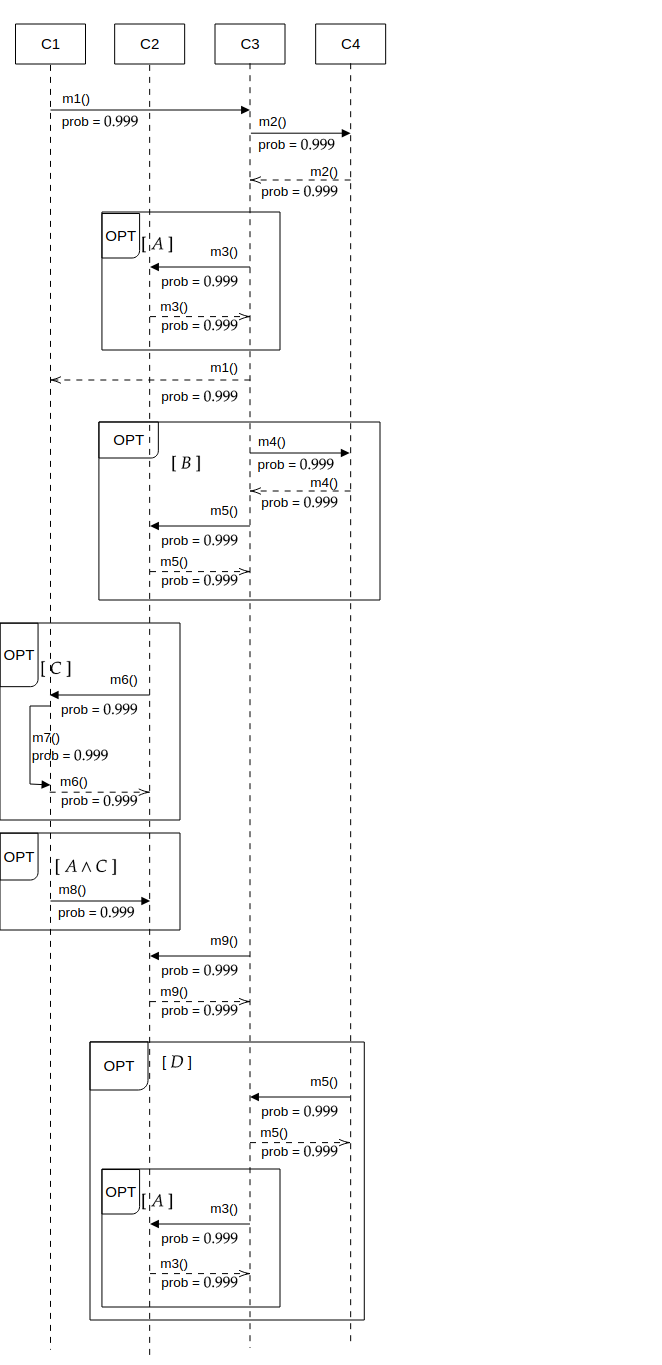 C1 C2 C3 C4
m1()
prob = 0.999
m2()
prob = 0.999
m2()
prob = 0.999
OPT
[ A ]
m3()
prob = 0.999
m3()
prob = 0.999
m1()
prob = 0.999
OPT
[ B ]
m4()
prob = 0.999
m4()
prob = 0.999
m5()
prob = 0.999
m5()
prob = 0.999
OPT
[ C ]
m6()
prob = 0.999
m7()
prob = 0.999
m6()
prob = 0.999
OPT
[ A ∧ C ]
m8()
prob = 0.999
m9()
prob = 0.999
m9()
prob = 0.999
OPT
[ D ]
m5()
prob = 0.999
m5()
prob = 0.999
OPT
[ A ]
m3()
prob = 0.999
m3()
prob = 0.999